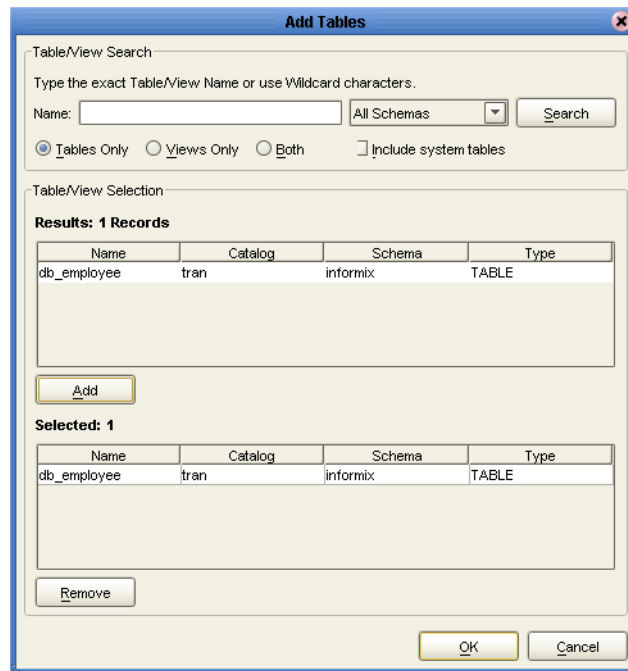 Add Tables
Table/View Search
Type the exact Table/View Name or use Wildcard characters.
Name: All Schemas Search
Tables Only Views Only Both Include system tables
Table/View Selection
Results: 1 Records
Name Catalog Schema Type
db_employee tran informix TABLE
Add
Selected: 1
Name Catalog Schema Type
db_employee tran informix TABLE
Remove
OK Cancel